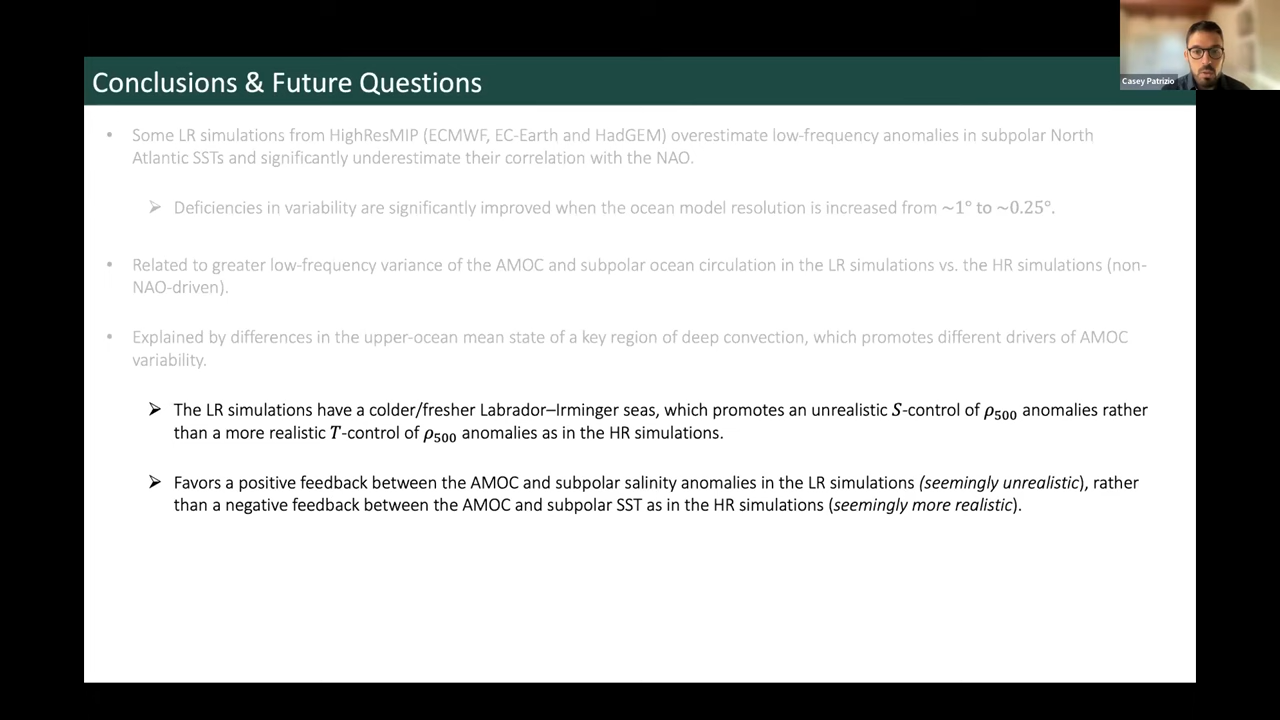 Casey Patrizio
Conclusions & Future Questions
• Some LR simulations from HighResMIP (ECMWF, EC-Earth and HadGEM) overestimate low-frequency anomalies in subpolar North
Atlantic SSTs and significantly underestimate their correlation with the NAO.
➢ Deficiencies in variability are significantly improved when the ocean model resolution is increased from ~1° to ~0.25°.
• Related to greater low-frequency variance of the AMOC and subpolar ocean circulation in the LR simulations vs. the HR simulations (non-
NAO-driven).
• Explained by differences in the upper-ocean mean state of a key region of deep convection, which promotes different drivers of AMOC
variability.
➢ The LR simulations have a colder/fresher Labrador–Irminger seas, which promotes an unrealistic S-control of ρ₅₀₀ anomalies rather
than a more realistic T-control of ρ₅₀₀ anomalies as in the HR simulations.
➢ Favors a positive feedback between the AMOC and subpolar salinity anomalies in the LR simulations (seemingly unrealistic), rather
than a negative feedback between the AMOC and subpolar SST as in the HR simulations (seemingly more realistic).